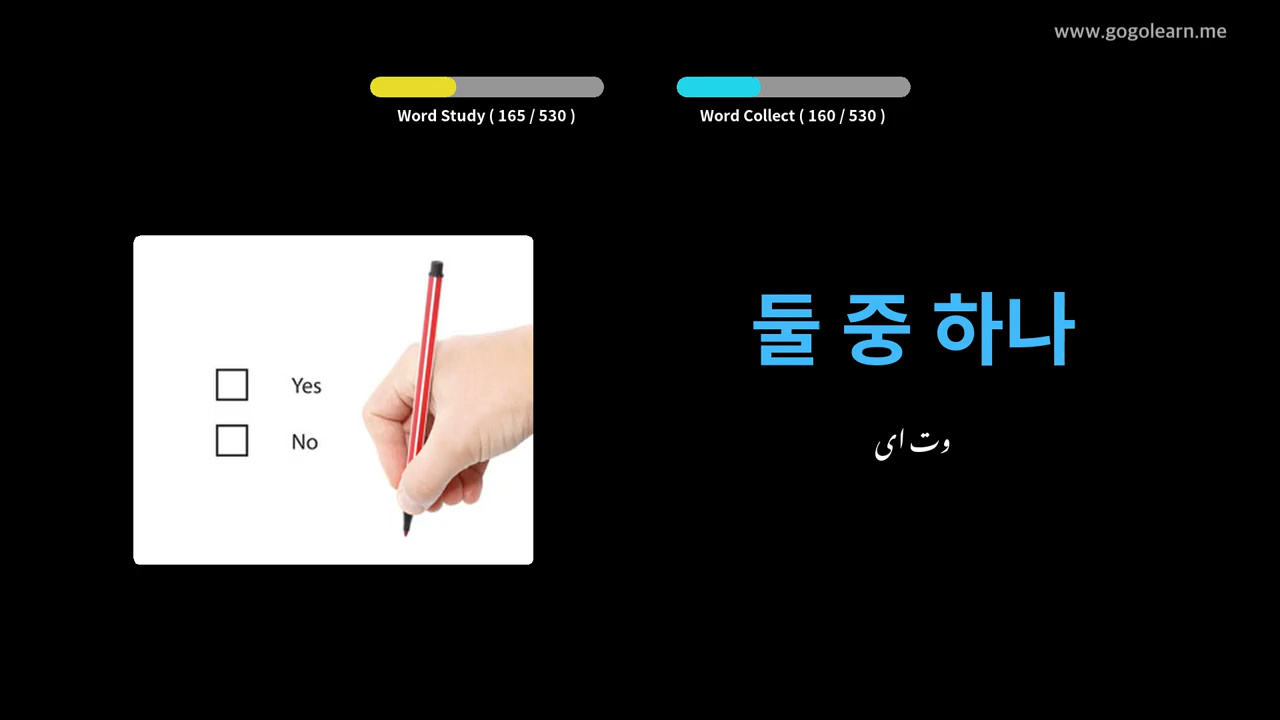 www.gogolearn.me
Word Study ( 165 / 530 )
Word Collect ( 160 / 530 )
Yes
No
둘 중 하나
وت ای